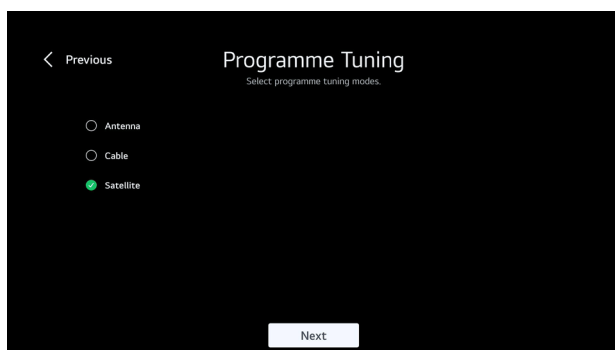 Previous
Programme Tuning
Select programme tuning modes.
Antenna
Cable
Satellite
Next